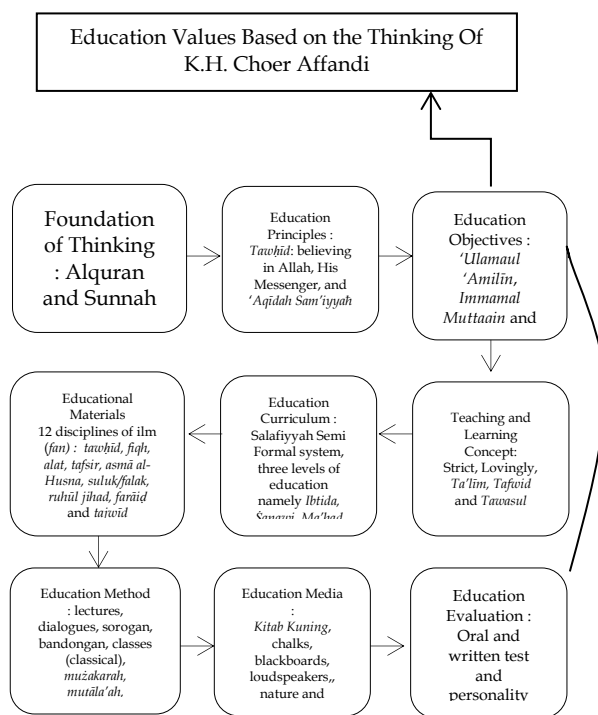 Education Values Based on the Thinking Of
K.H. Choer Affandi
Foundation
of Thinking
: Alquran
and Sunnah
Education
Principles :
Tawḥīd: believing
in Allah, His
Messenger, and
‘Aqīdah Sam’iyyah
Education
Objectives :
‘Ulamaul
‘Amilīn,
Immamal
Muttaain and
Educational
Materials
12 disciplines of ilm
(fan) : tawḥīd, fiqh,
alat, tafsir, asmā al-
Husna, suluk/falak,
ruhūl jihad, farāiḍ
and tajwīd
Education
Curriculum :
Salafiyyah Semi
Formal system,
three levels of
education
namely Ibtida,
Ṡanawi, Ma’had
Teaching and
Learning
Concept:
Strict, Lovingly,
Ta’līm, Tafwid
and Tawasul
Education Method
: lectures,
dialogues, sorogan,
bandongan, classes
(classical),
mużakarah,
mutāla’ah,
Education Media
:
Kitab Kuning,
chalks,
blackboards,
loudspeakers,,
nature and
Education
Evaluation :
Oral and
written test
and
personality